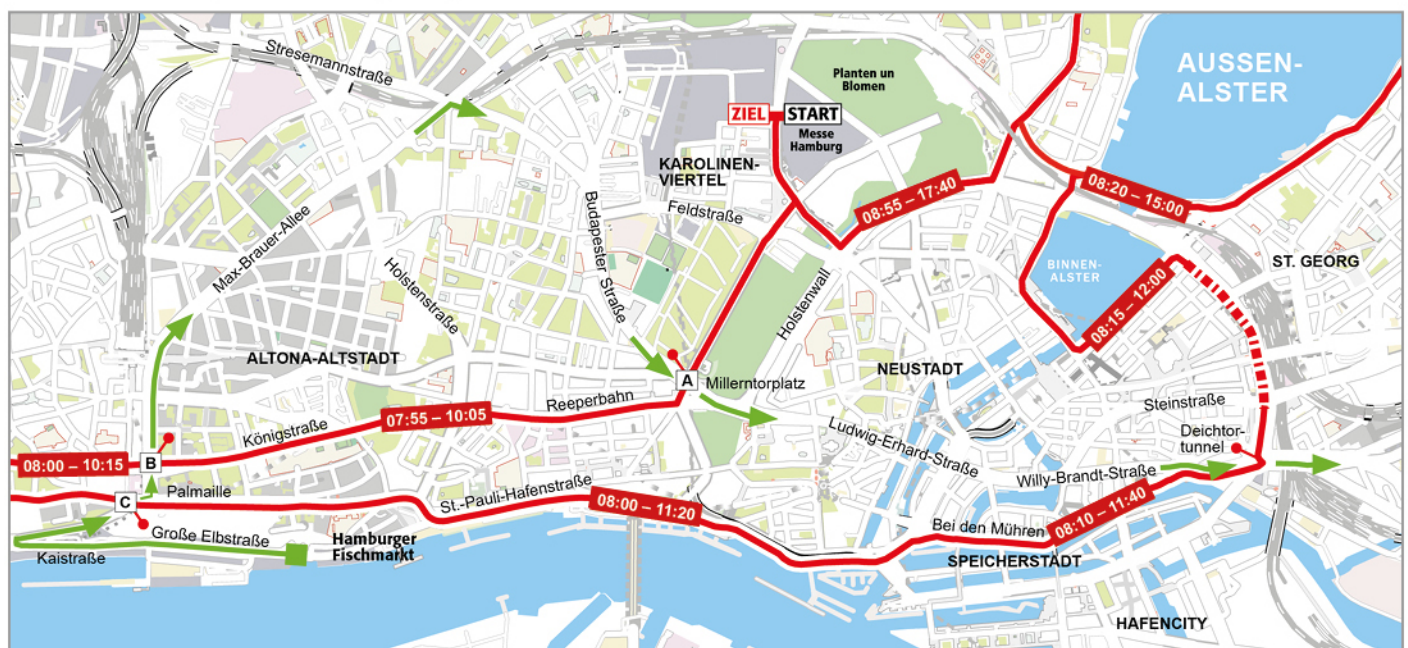 AUSSEN-
ALSTER
Stresemannstraße
Planten un
Blomen
ZIEL
START
Messe
Hamburg
KAROLINEN-
VIERTEL
08:55 – 17:40
08:20 – 15:00
Feldstraße
Budapester Straße
Max-Brauer-Allee
Holstenstraße
Holstenwall
BINNEN-
ALSTER
08:15 – 12:00
ST. GEORG
ALTONA-ALTSTADT
A
Millerntorplatz
NEUSTADT
Reeperbahn
07:55 – 10:05
Königstraße
Steinstraße
Deichtor-
tunnel
Ludwig-Erhard-Straße
08:00 – 10:15
B
Willy-Brandt-Straße
Palmaille
C
St.-Pauli-Hafenstraße
08:00 – 11:20
08:10 – 11:40
Bei den Mühren
Große Elbstraße
Hamburger
Fischmarkt
Kaistraße
SPEICHERSTADT
HAFENCITY